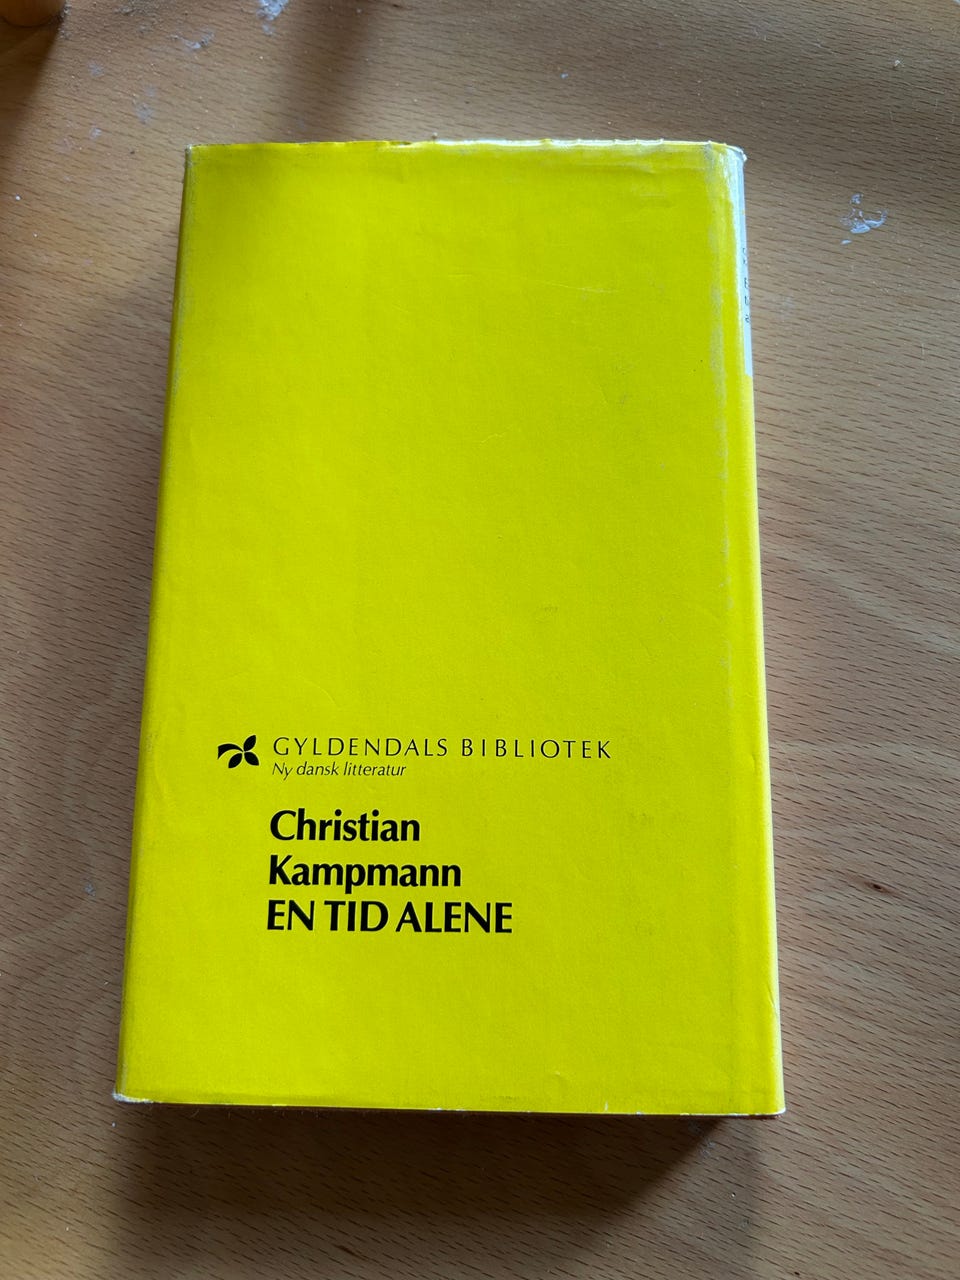 GYLDENDALS BIBLIOTEK
Ny dansk litteratur
Christian
Kampmann
EN TID ALENE